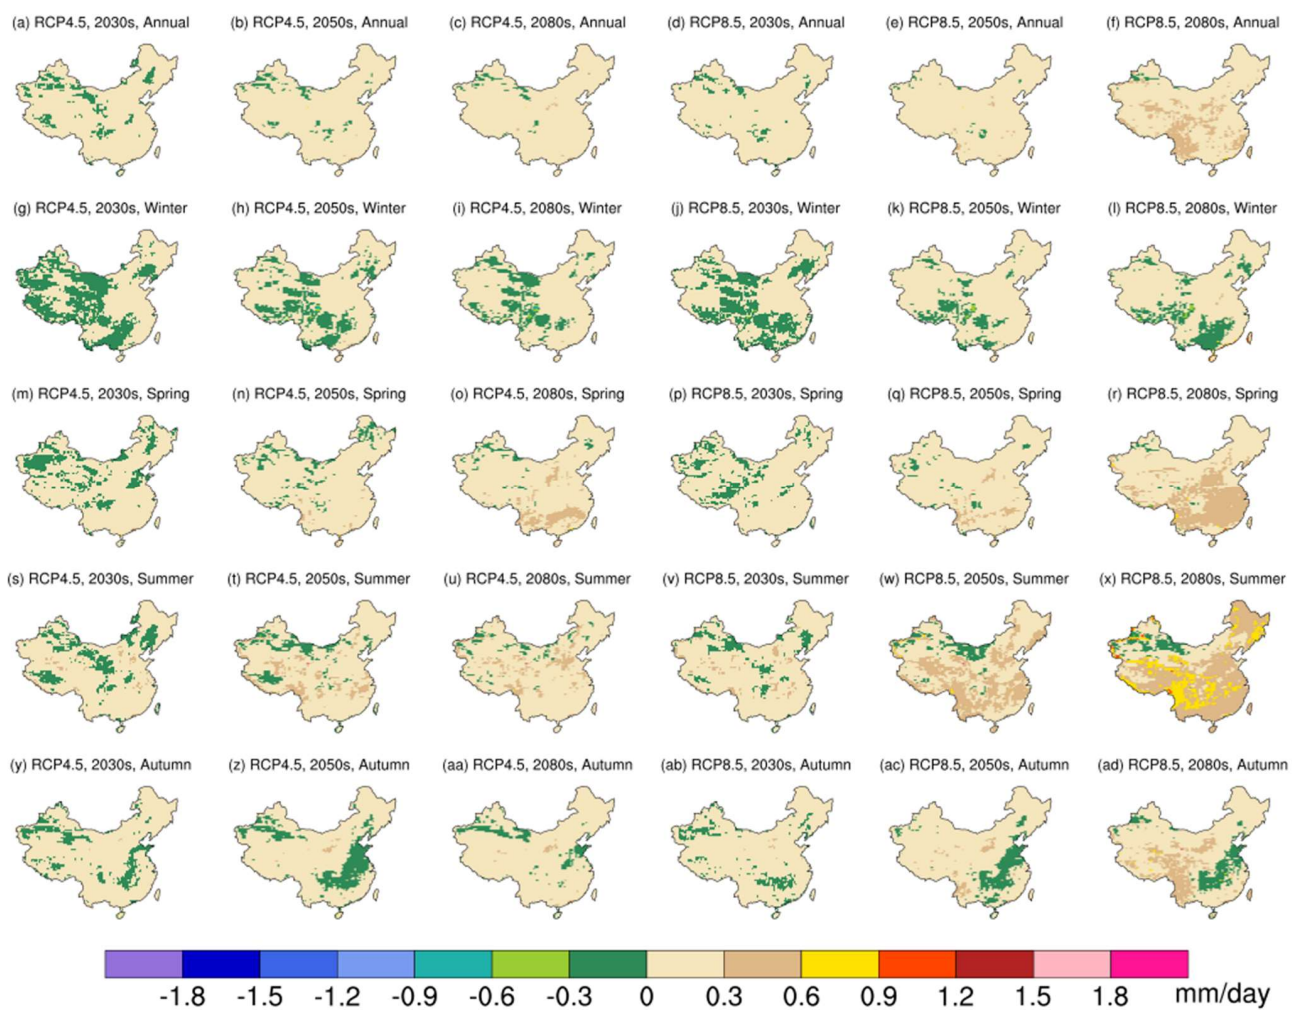 (a) RCP4.5, 2030s, Annual
(b) RCP4.5, 2050s, Annual
(c) RCP4.5, 2080s, Annual
(d) RCP8.5, 2030s, Annual
(e) RCP8.5, 2050s, Annual
(f) RCP8.5, 2080s, Annual
(g) RCP4.5, 2030s, Winter
(h) RCP4.5, 2050s, Winter
(i) RCP4.5, 2080s, Winter
(j) RCP8.5, 2030s, Winter
(k) RCP8.5, 2050s, Winter
(l) RCP8.5, 2080s, Winter
(m) RCP4.5, 2030s, Spring
(n) RCP4.5, 2050s, Spring
(o) RCP4.5, 2080s, Spring
(p) RCP8.5, 2030s, Spring
(q) RCP8.5, 2050s, Spring
(r) RCP8.5, 2080s, Spring
(s) RCP4.5, 2030s, Summer
(t) RCP4.5, 2050s, Summer
(u) RCP4.5, 2080s, Summer
(v) RCP8.5, 2030s, Summer
(w) RCP8.5, 2050s, Summer
(x) RCP8.5, 2080s, Summer
(y) RCP4.5, 2030s, Autumn
(z) RCP4.5, 2050s, Autumn
(aa) RCP4.5, 2080s, Autumn
(ab) RCP8.5, 2030s, Autumn
(ac) RCP8.5, 2050s, Autumn
(ad) RCP8.5, 2080s, Autumn
-1.8 -1.5 -1.2 -0.9 -0.6 -0.3 0 0.3 0.6 0.9 1.2 1.5 1.8 mm/day